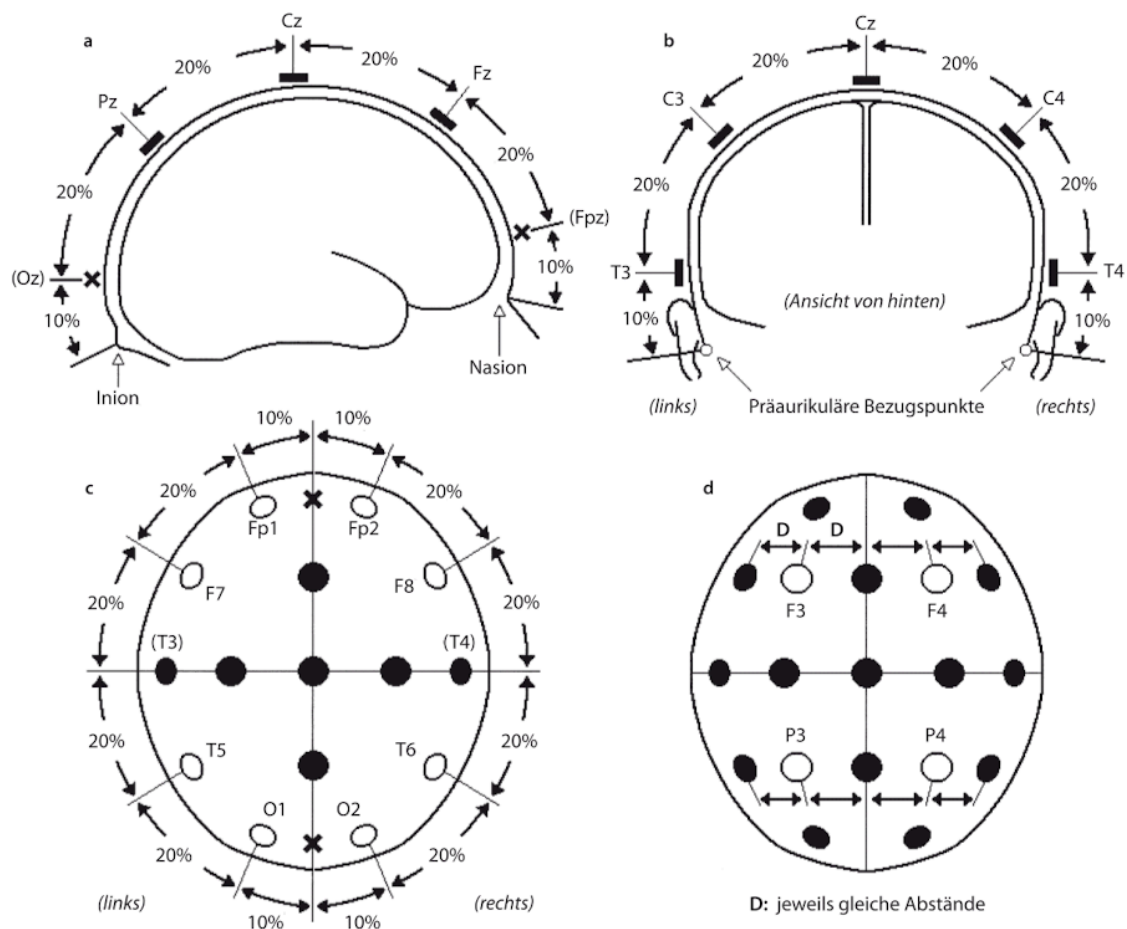 a
Cz
20%
20%
Pz
Fz
20%
20%
(Oz)
(Fpz)
10%
10%
Inion
Nasion
b
Cz
20%
20%
C3
C4
20%
20%
T3
T4
(Ansicht von hinten)
10%
10%
(links)
Präaurikuläre Bezugspunkte
(rechts)
c
10%
10%
20%
20%
Fp1
Fp2
F7
F8
20%
20%
(T3)
(T4)
20%
20%
T5
T6
O1
O2
20%
20%
(links)
10%
10%
(rechts)
d
D
D
F3
F4
P3
P4
D: jeweils gleiche Abstände